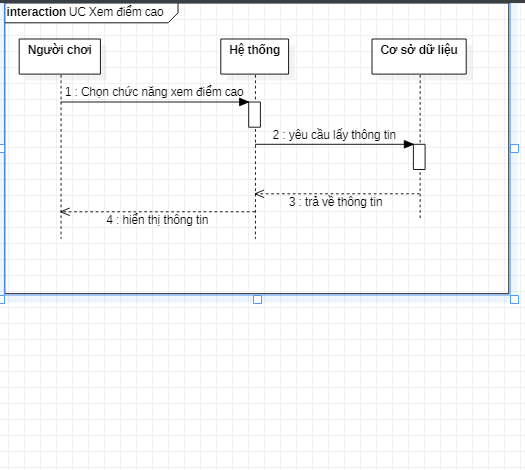 interaction UC Xem điểm cao
Người chơi
Hệ thống
Cơ sở dữ liệu
1 : Chọn chức năng xem điểm cao
2 : yêu cầu lấy thông tin
3 : trả về thông tin
4 : hiển thị thông tin